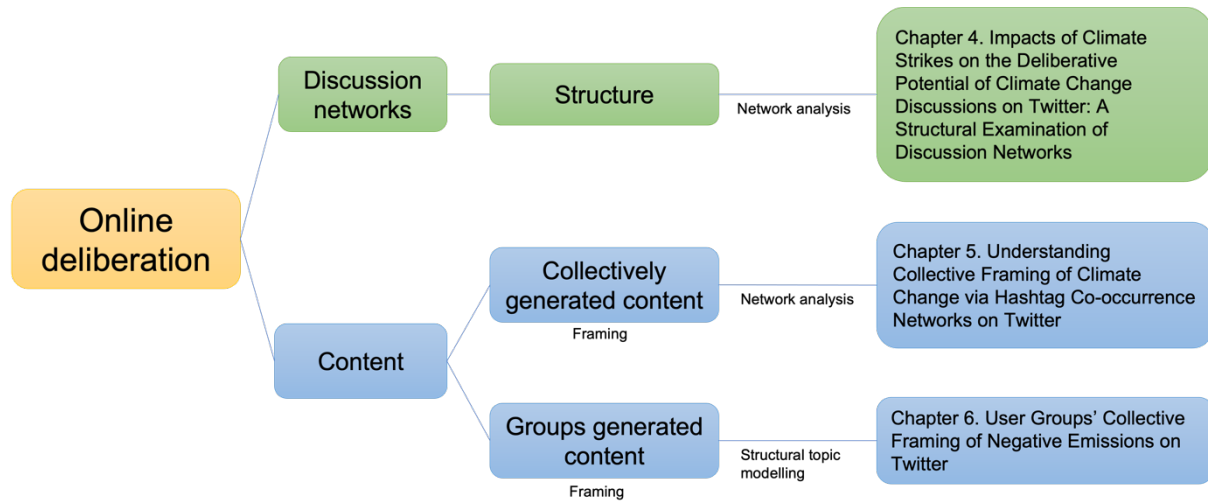 Online
deliberation
Discussion
networks
Structure
Network analysis
Chapter 4. Impacts of Climate
Strikes on the Deliberative
Potential of Climate Change
Discussions on Twitter: A
Structural Examination of
Discussion Networks
Content
Collectively
generated content
Framing
Network analysis
Chapter 5. Understanding
Collective Framing of Climate
Change via Hashtag Co-occurrence
Networks on Twitter
Groups generated
content
Framing
Structural topic
modelling
Chapter 6. User Groups’ Collective
Framing of Negative Emissions on
Twitter